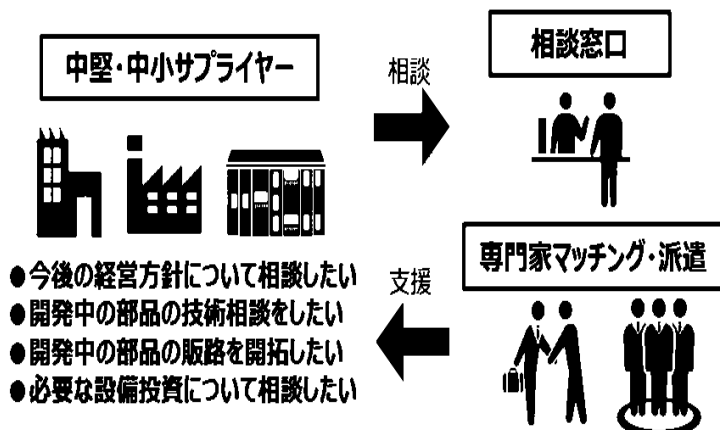 中堅・中小サプライヤー
相談
相談窓口
●今後の経営方針について相談したい
●開発中の部品の技術相談をしたい
●開発中の部品の販路を開拓したい
●必要な設備投資について相談したい
支援
専門家マッチング・派遣